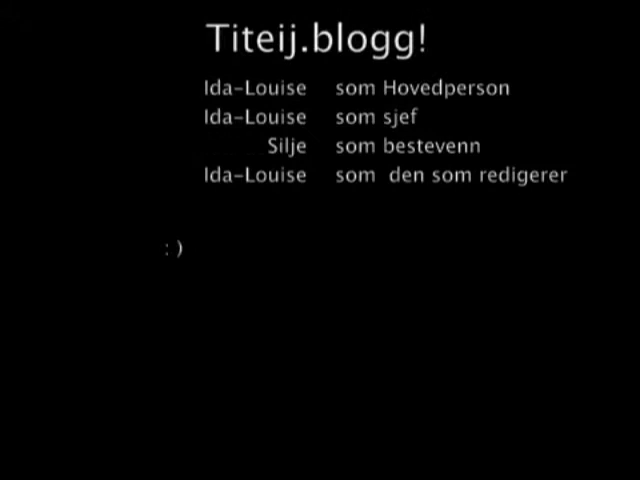 Titeij.blogg!
Ida-Louise som Hovedperson
Ida-Louise som sjef
Silje som bestevenn
Ida-Louise som den som redigerer
: )